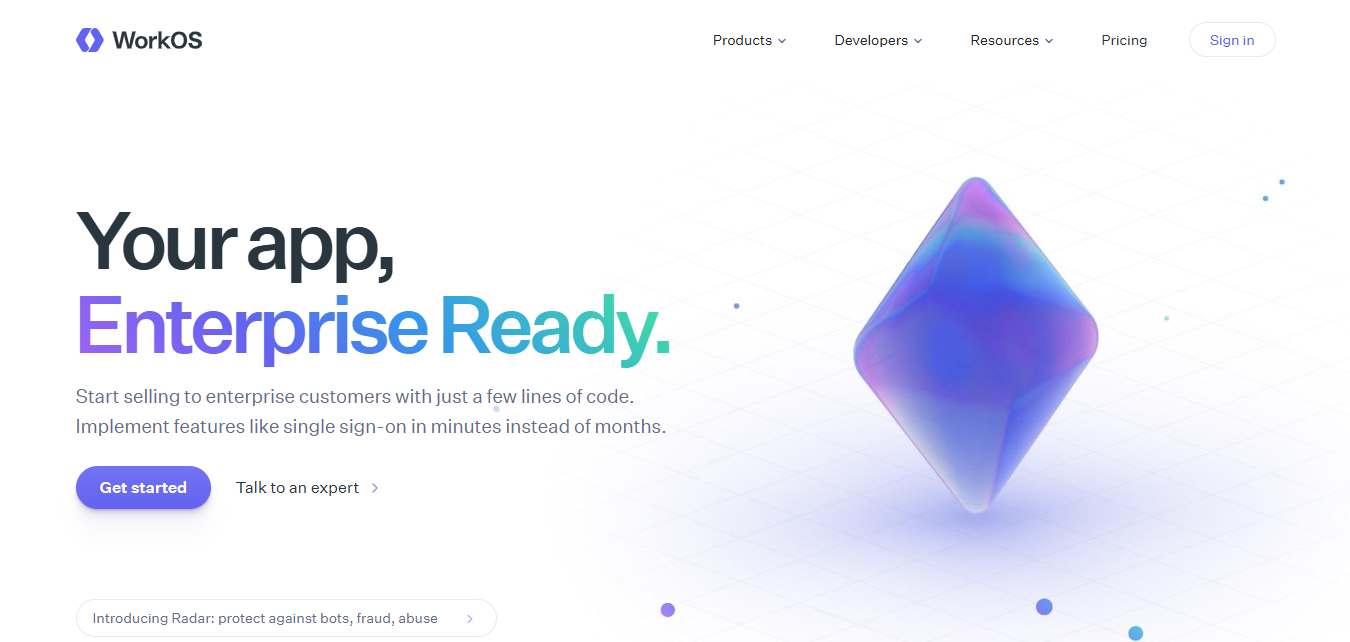 WorkOS
Products
Developers
Resources
Pricing
Sign in
Your app,
Enterprise Ready.
Start selling to enterprise customers with just a few lines of code.
Implement features like single sign-on in minutes instead of months.
Get started
Talk to an expert
Introducing Radar: protect against bots, fraud, abuse